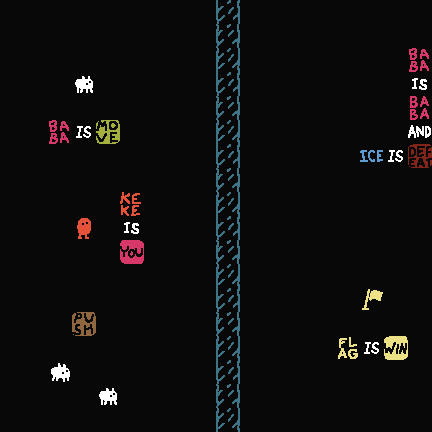 BABA IS MOVE
KEKE
IS
YOU
PUSH
BABA
IS
BABA
AND
ICE IS DEFEAT
FLAG IS WIN